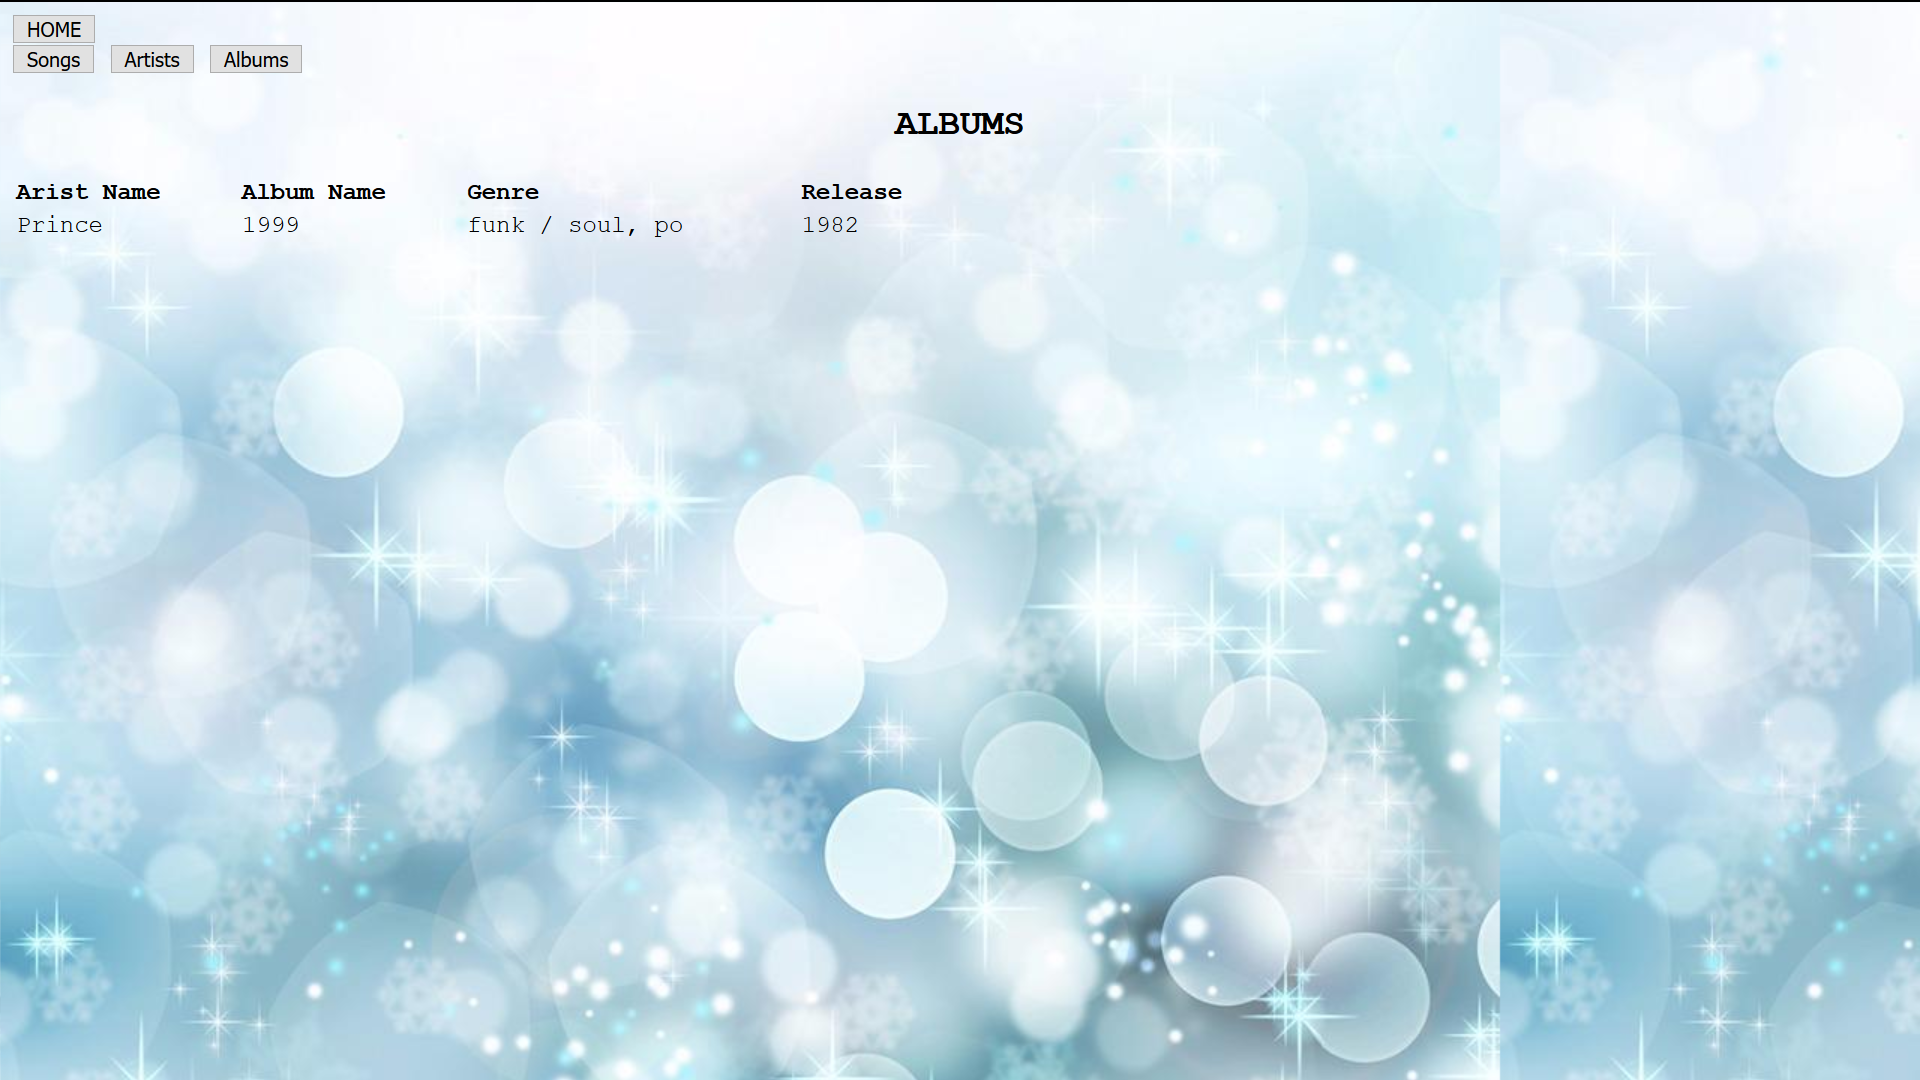 HOME
Songs Artists Albums
ALBUMS
Arist Name Album Name Genre Release
Prince 1999 funk / soul, po 1982